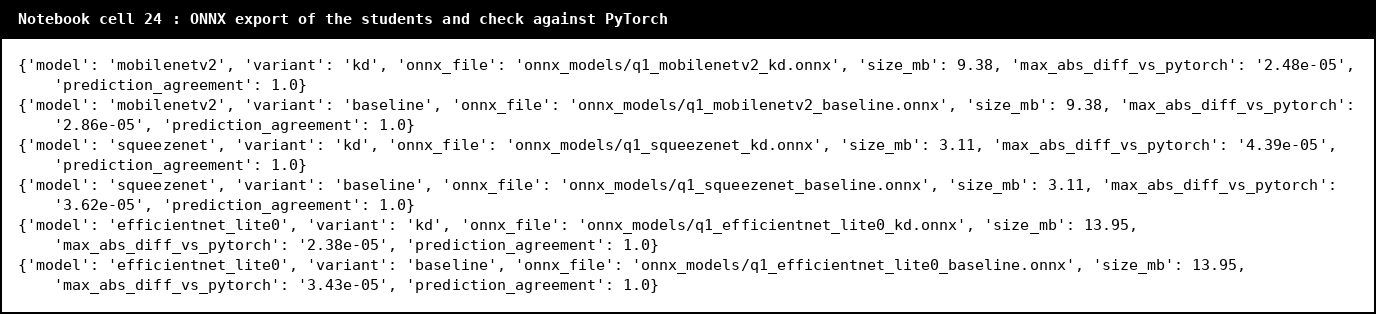 Notebook cell 24 : ONNX export of the students and check against PyTorch
{'model': 'mobilenetv2', 'variant': 'kd', 'onnx_file': 'onnx_models/q1_mobilenetv2_kd.onnx', 'size_mb': 9.38, 'max_abs_diff_vs_pytorch': '2.48e-05',
'prediction_agreement': 1.0}
{'model': 'mobilenetv2', 'variant': 'baseline', 'onnx_file': 'onnx_models/q1_mobilenetv2_baseline.onnx', 'size_mb': 9.38, 'max_abs_diff_vs_pytorch':
'2.86e-05', 'prediction_agreement': 1.0}
{'model': 'squeezenet', 'variant': 'kd', 'onnx_file': 'onnx_models/q1_squeezenet_kd.onnx', 'size_mb': 3.11, 'max_abs_diff_vs_pytorch': '4.39e-05',
'prediction_agreement': 1.0}
{'model': 'squeezenet', 'variant': 'baseline', 'onnx_file': 'onnx_models/q1_squeezenet_baseline.onnx', 'size_mb': 3.11, 'max_abs_diff_vs_pytorch':
'3.62e-05', 'prediction_agreement': 1.0}
{'model': 'efficientnet_lite0', 'variant': 'kd', 'onnx_file': 'onnx_models/q1_efficientnet_lite0_kd.onnx', 'size_mb': 13.95,
'max_abs_diff_vs_pytorch': '2.38e-05', 'prediction_agreement': 1.0}
{'model': 'efficientnet_lite0', 'variant': 'baseline', 'onnx_file': 'onnx_models/q1_efficientnet_lite0_baseline.onnx', 'size_mb': 13.95,
'max_abs_diff_vs_pytorch': '3.43e-05', 'prediction_agreement': 1.0}